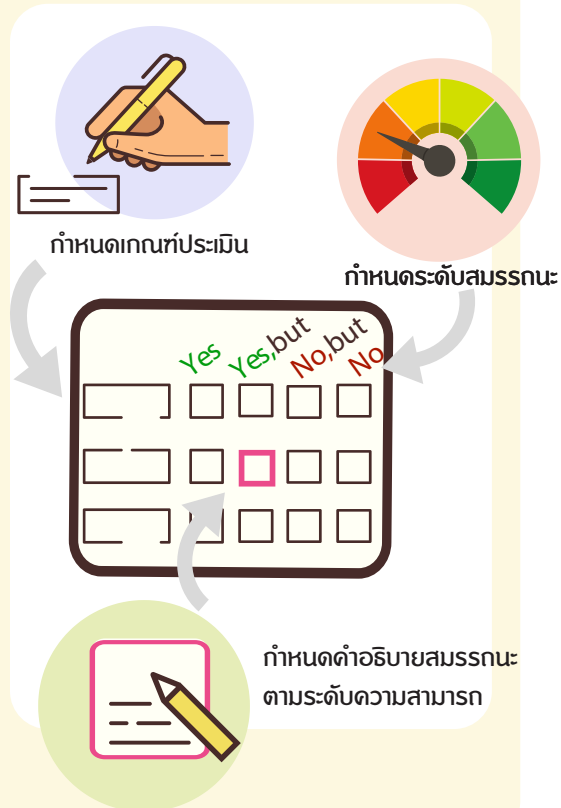 กำหนดเกณฑ์ประเมิน
กำหนดระดับสมรรถนะ
Yes
Yes,but
No,but
No
กำหนดคำอธิบายสมรรถนะ
ตามระดับความสามารถ